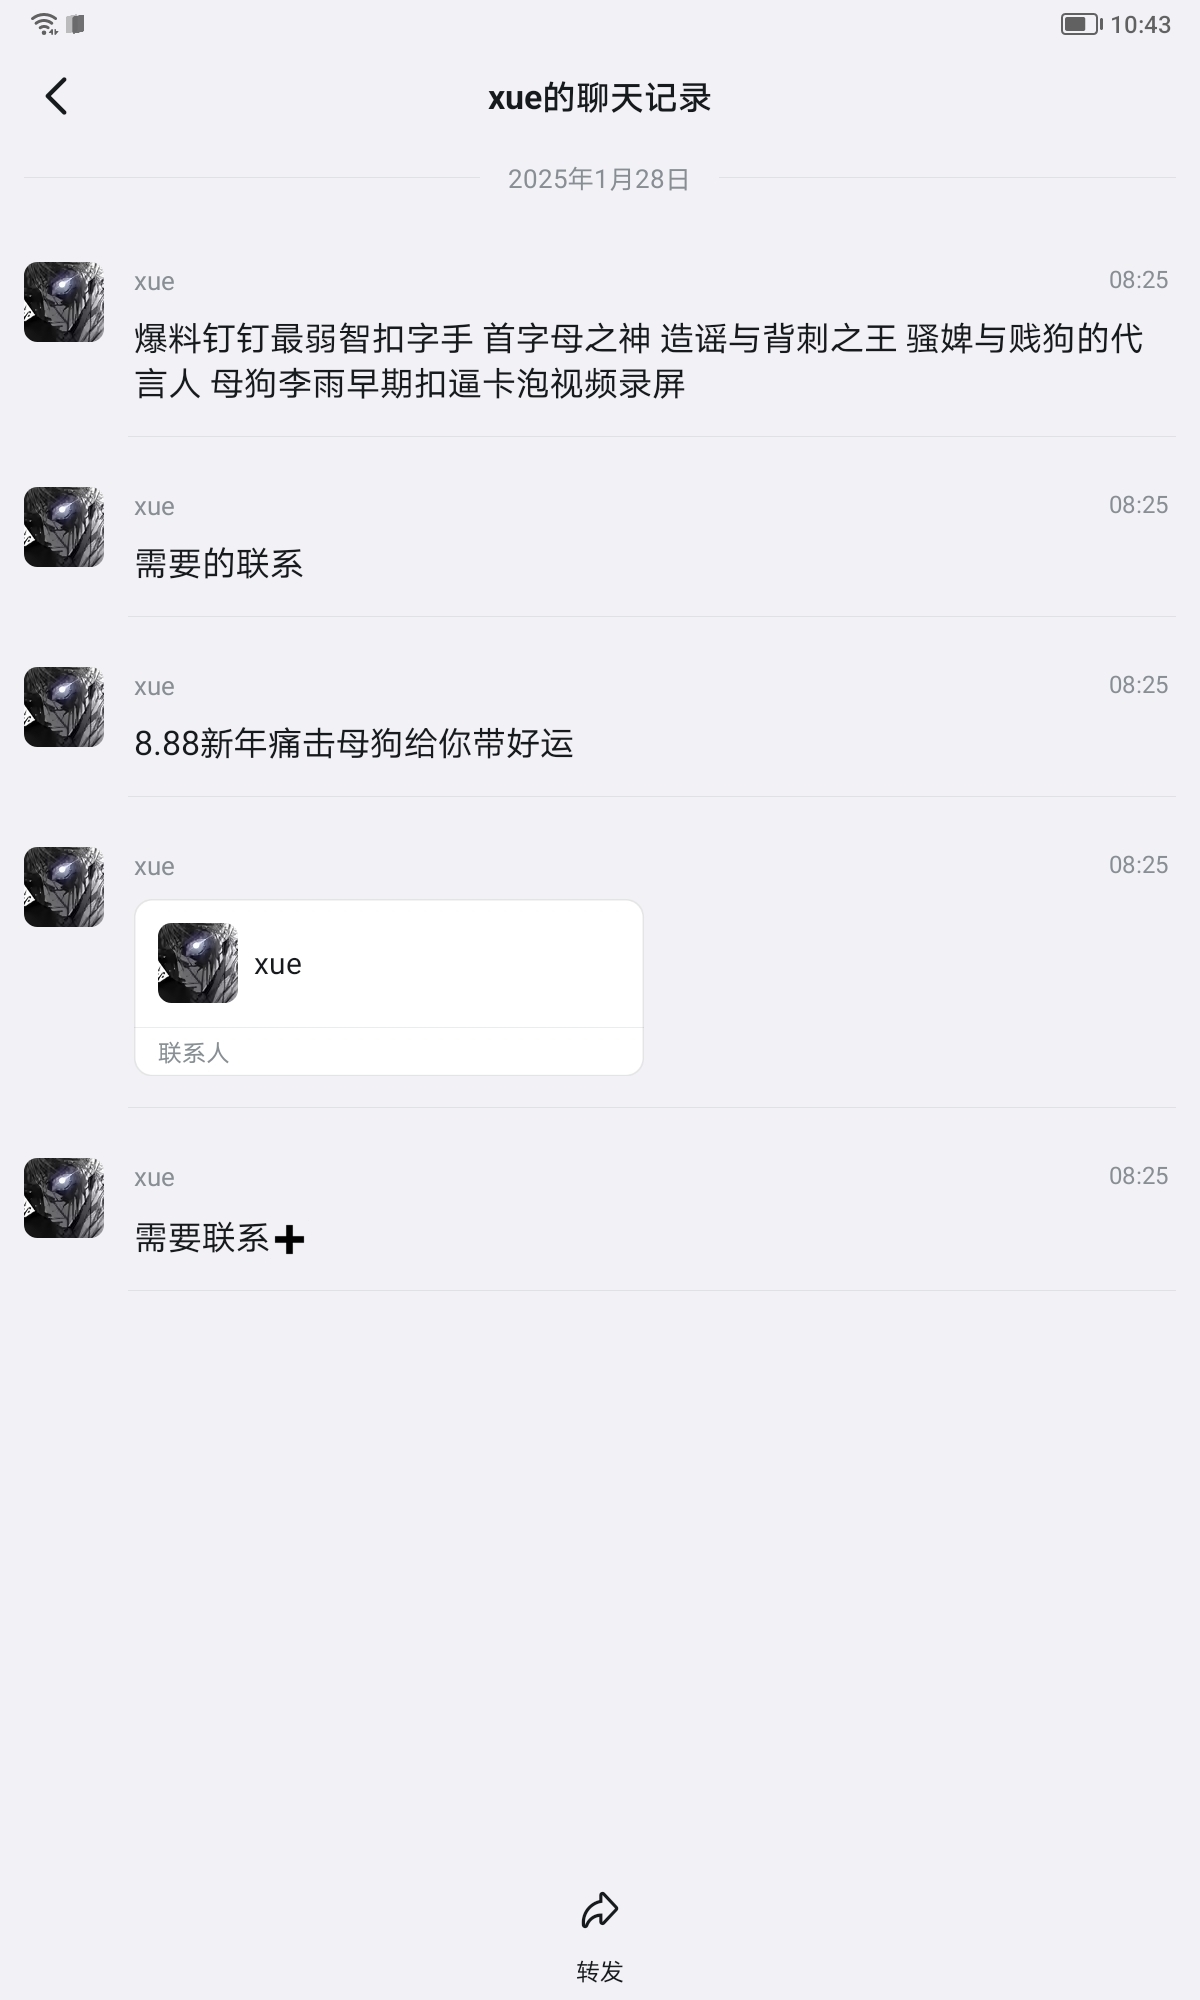 10:43
xue的聊天记录
2025年1月28日
xue
08:25
爆料钉钉最弱智扣字手 首字母之神 造谣与背刺之王 骚婢与贱狗的代
言人 母狗李雨早期扣逼卡泡视频录屏
xue
08:25
需要的联系
xue
08:25
8.88新年痛击母狗给你带好运
xue
08:25
xue
联系人
xue
08:25
需要联系➕
转发